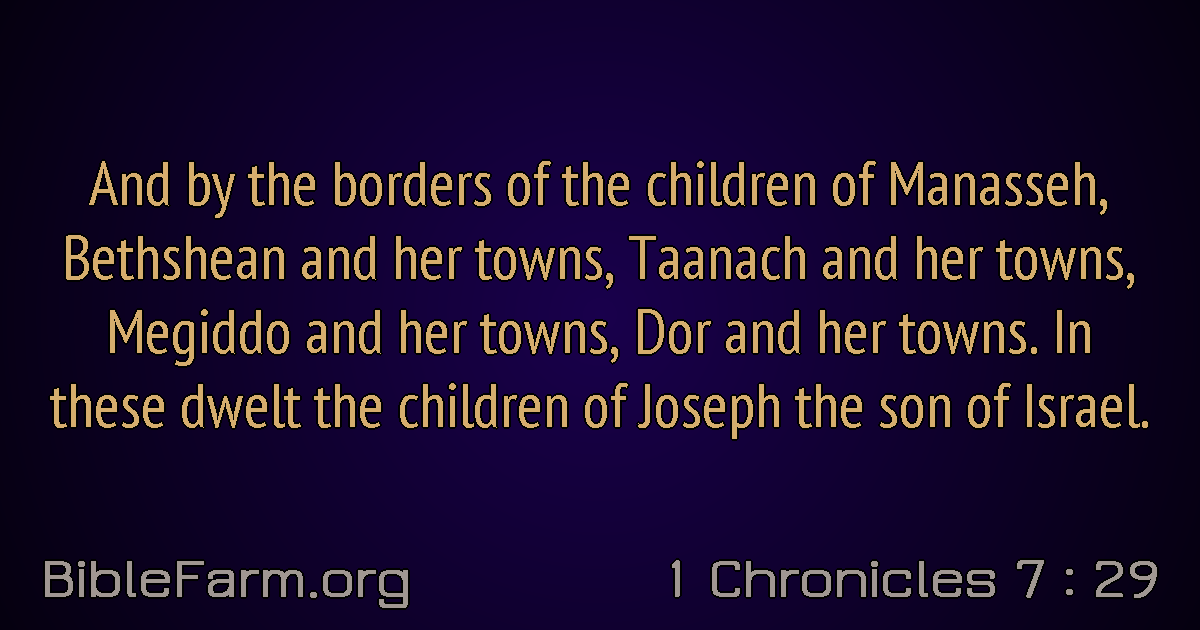 And by the borders of the children of Manasseh,
Bethshean and her towns, Taanach and her towns,
Megiddo and her towns, Dor and her towns. In
these dwelt the children of Joseph the son of Israel.
BibleFarm.org
1 Chronicles 7 : 29